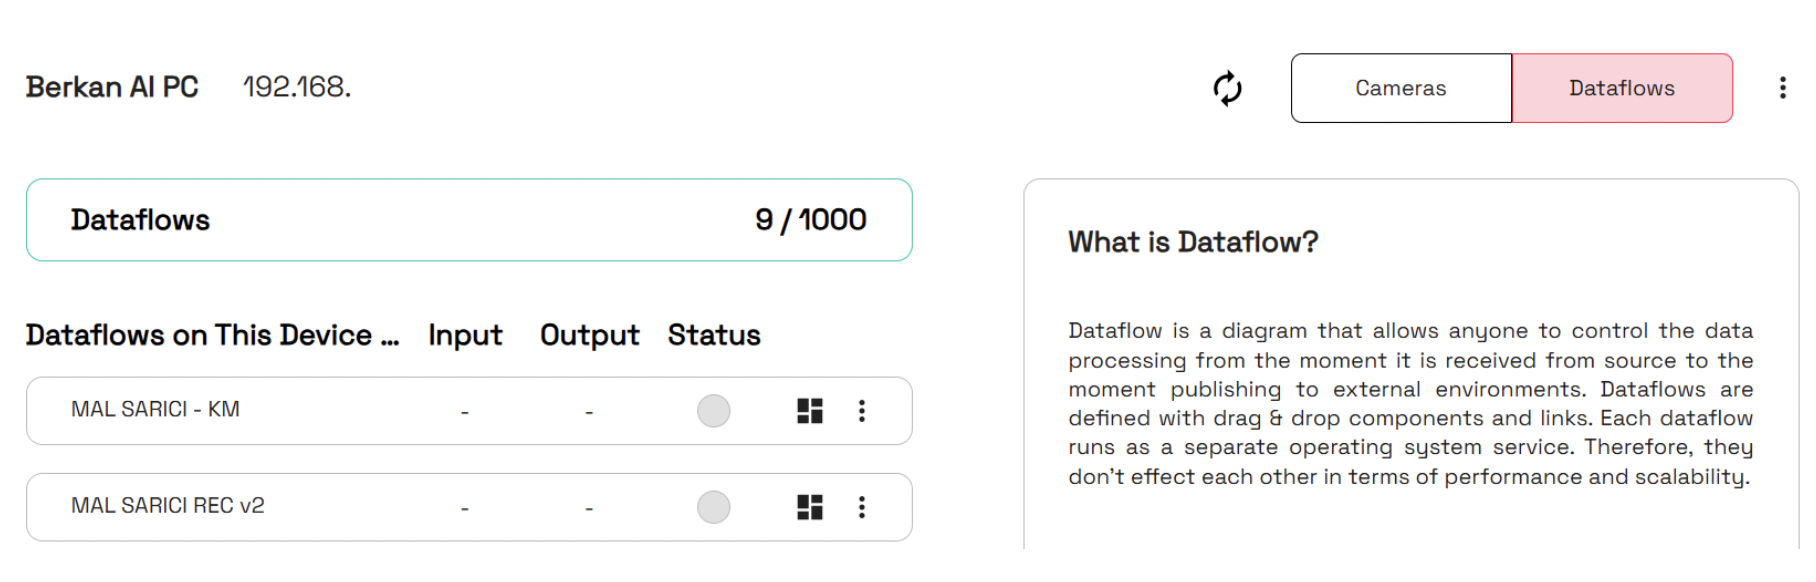 Berkan AI PC 192.168.
Cameras
Dataflows
Dataflows 9 / 1000
Dataflows on This Device ... Input Output Status
MAL SARICI - KM - -
MAL SARICI REC v2 - -
What is Dataflow?
Dataflow is a diagram that allows anyone to control the data
processing from the moment it is received from source to the
moment publishing to external environments. Dataflows are
defined with drag & drop components and links. Each dataflow
runs as a separate operating system service. Therefore, they
don't effect each other in terms of performance and scalability.